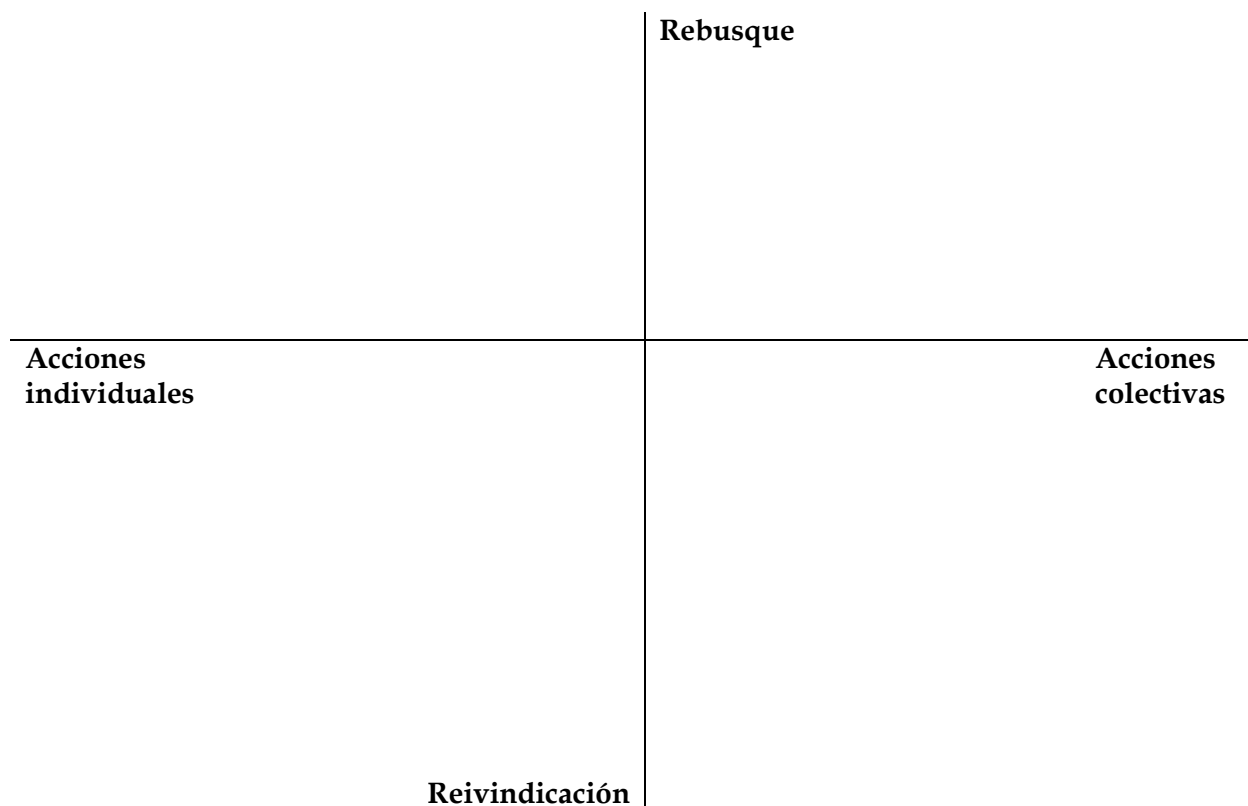 Rebusque
Acciones
individuales
Acciones
colectivas
Reivindicación